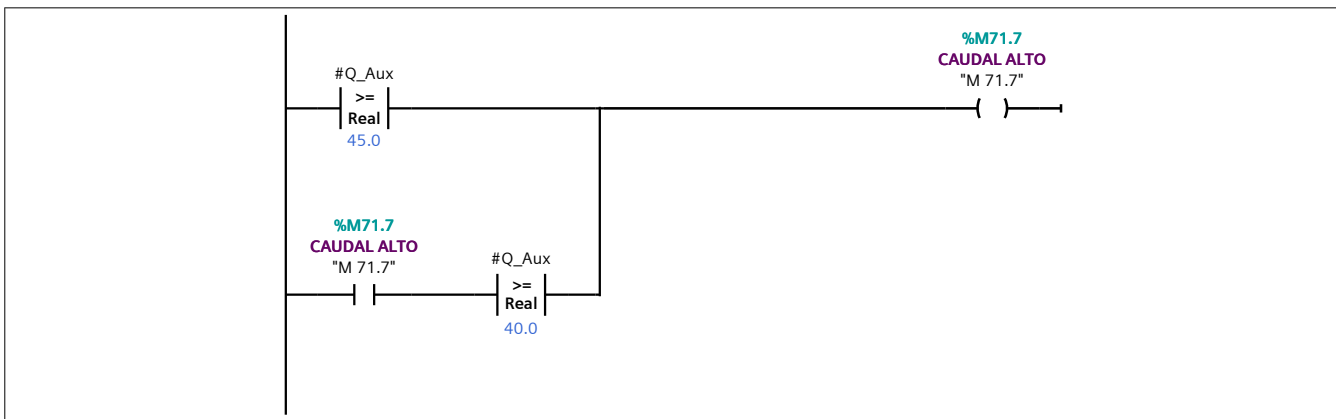 %M71.7
CAUDAL ALTO
"M 71.7"
#Q_Aux
>=
Real
45.0
%M71.7
CAUDAL ALTO
"M 71.7"
#Q_Aux
>=
Real
40.0